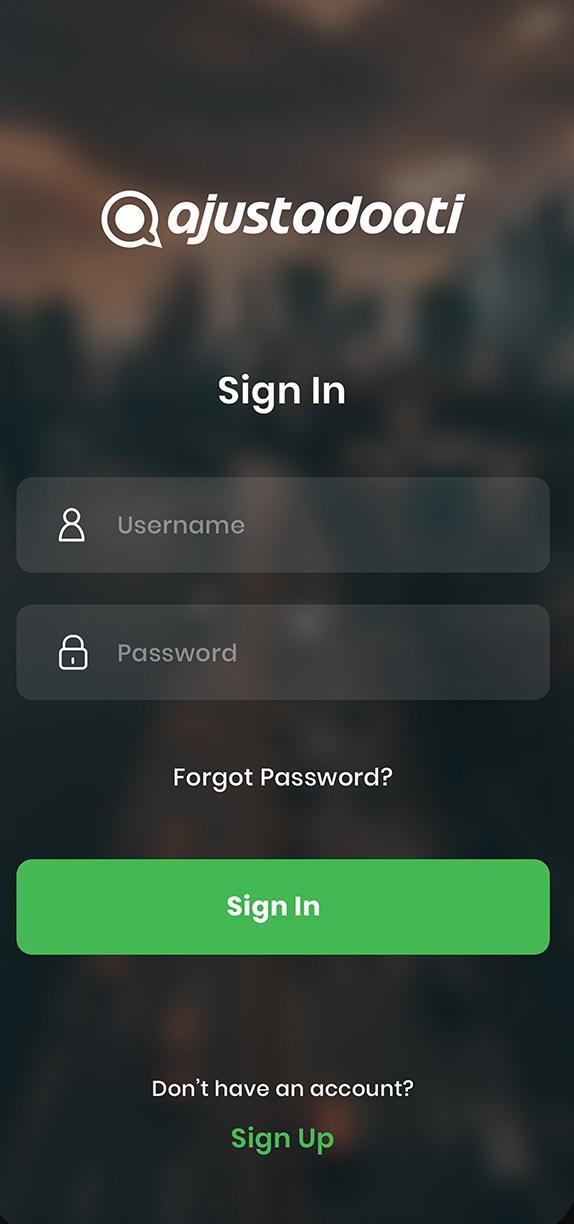 ajustadoati
Sign In
Username
Password
Forgot Password?
Sign In
Don't have an account?
Sign Up